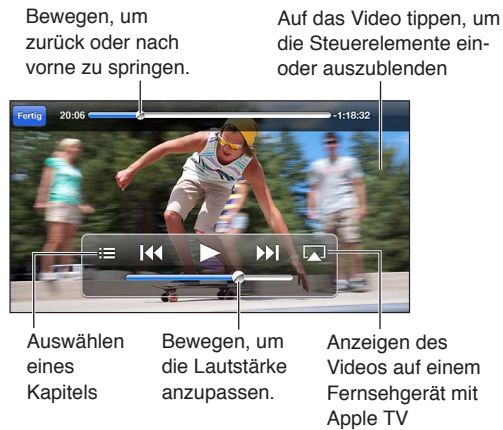 Bewegen, um
zurück oder nach
vorne zu springen.
Auf das Video tippen, um
die Steuerelemente ein-
oder auszublenden
Fertig
20:06
-1:18:32
Auswählen
eines
Kapitels
Bewegen, um
die Lautstärke
anzupassen.
Anzeigen des
Videos auf einem
Fernsehgerät mit
Apple TV